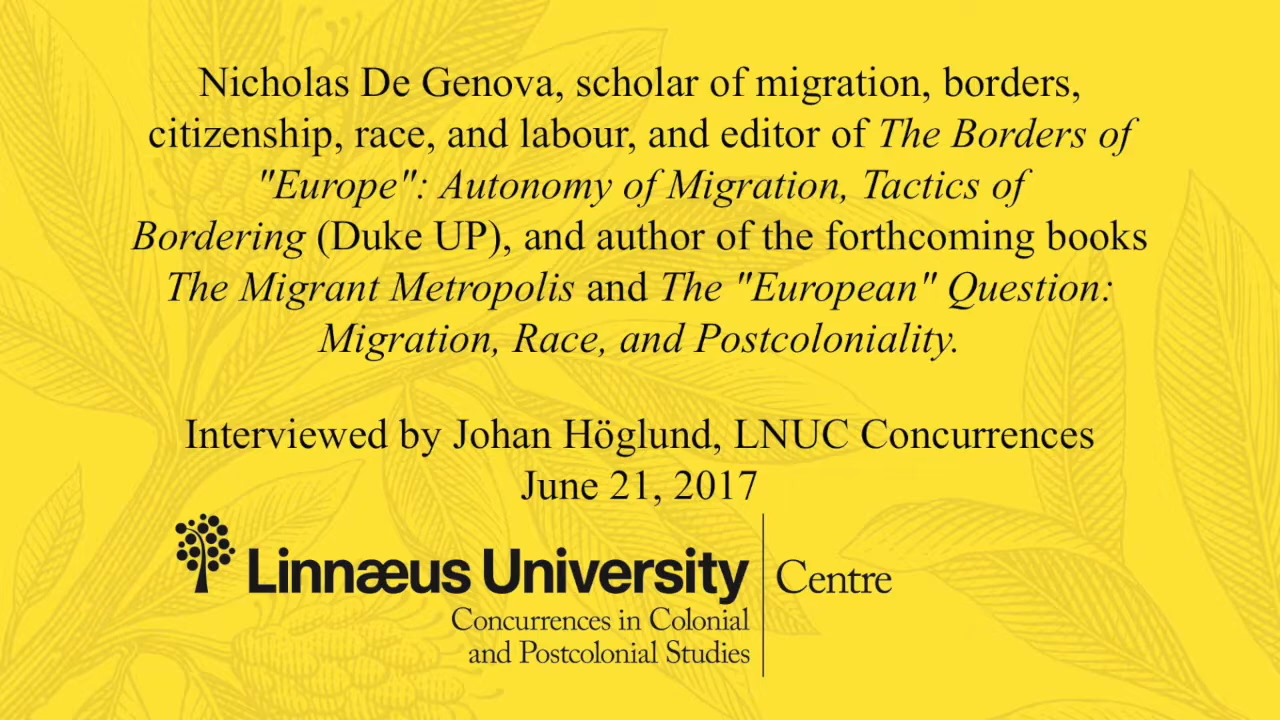 Nicholas De Genova, scholar of migration, borders,
citizenship, race, and labour, and editor of The Borders of
"Europe": Autonomy of Migration, Tactics of
Bordering (Duke UP), and author of the forthcoming books
The Migrant Metropolis and The "European" Question:
Migration, Race, and Postcoloniality.
Interviewed by Johan Höglund, LNUC Concurrences
June 21, 2017
Linnæus University Centre
Concurrences in Colonial
and Postcolonial Studies